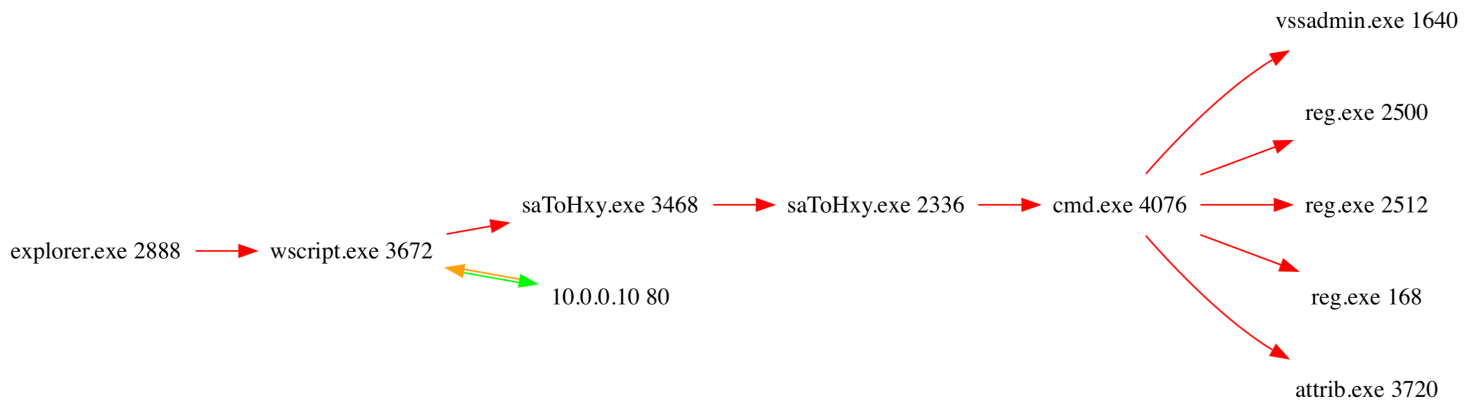 vssadmin.exe 1640
reg.exe 2500
saToHxy.exe 3468
saToHxy.exe 2336
cmd.exe 4076
reg.exe 2512
explorer.exe 2888
wscript.exe 3672
10.0.0.10 80
reg.exe 168
attrib.exe 3720